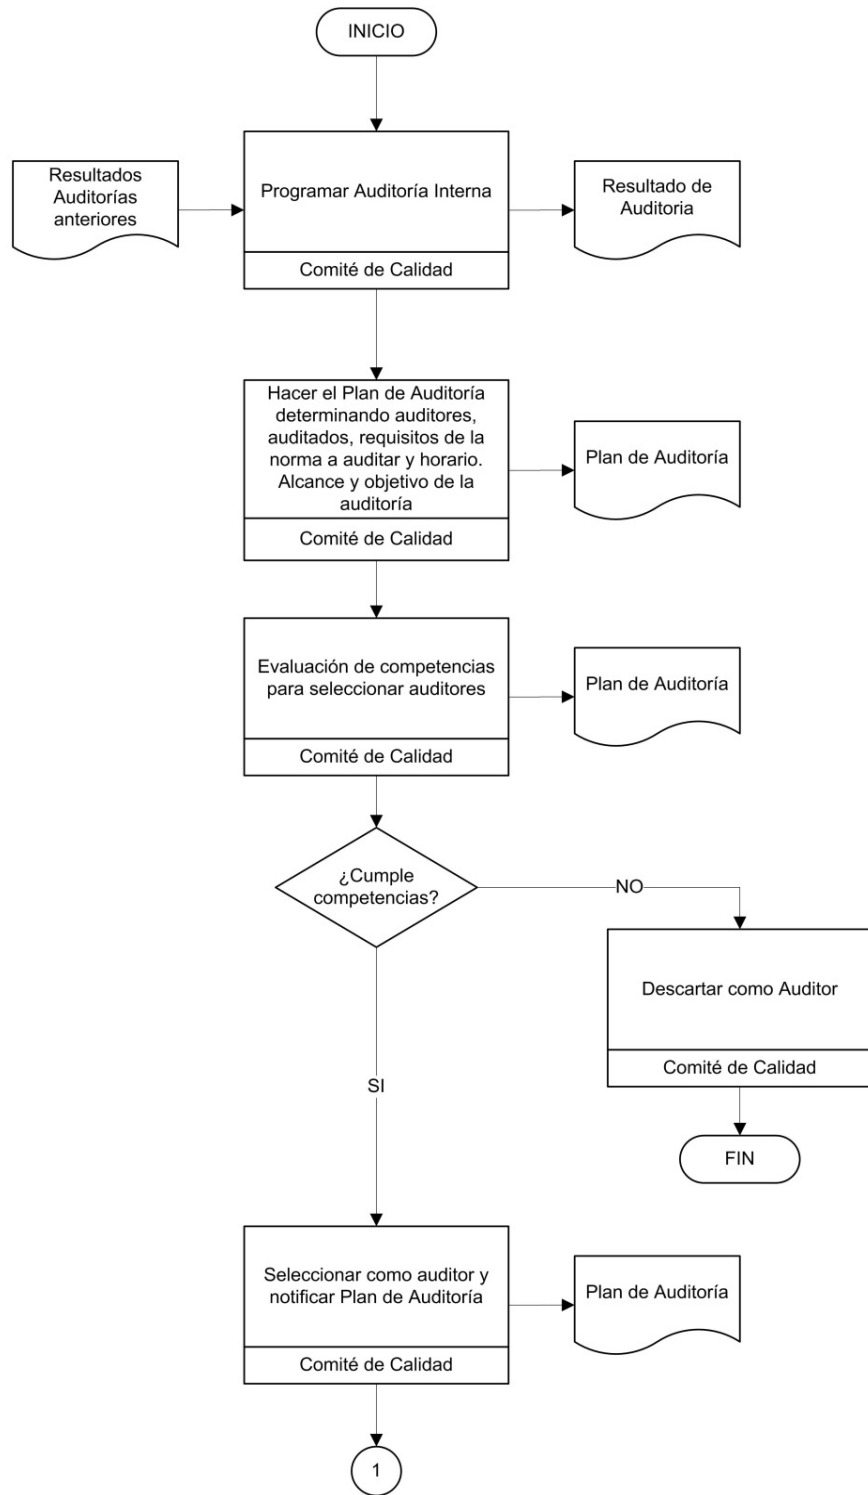 INICIO
Resultados
Auditorías
anteriores
Programar Auditoría Interna
Comité de Calidad
Resultado de
Auditoria
Hacer el Plan de Auditoría
determinando auditores,
auditados, requisitos de la
norma a auditar y horario.
Alcance y objetivo de la
auditoría
Comité de Calidad
Plan de Auditoría
Evaluación de competencias
para seleccionar auditores
Comité de Calidad
Plan de Auditoría
¿Cumple
competencias?
NO
Descartar como Auditor
Comité de Calidad
FIN
SI
Seleccionar como auditor y
notificar Plan de Auditoría
Comité de Calidad
Plan de Auditoría
1